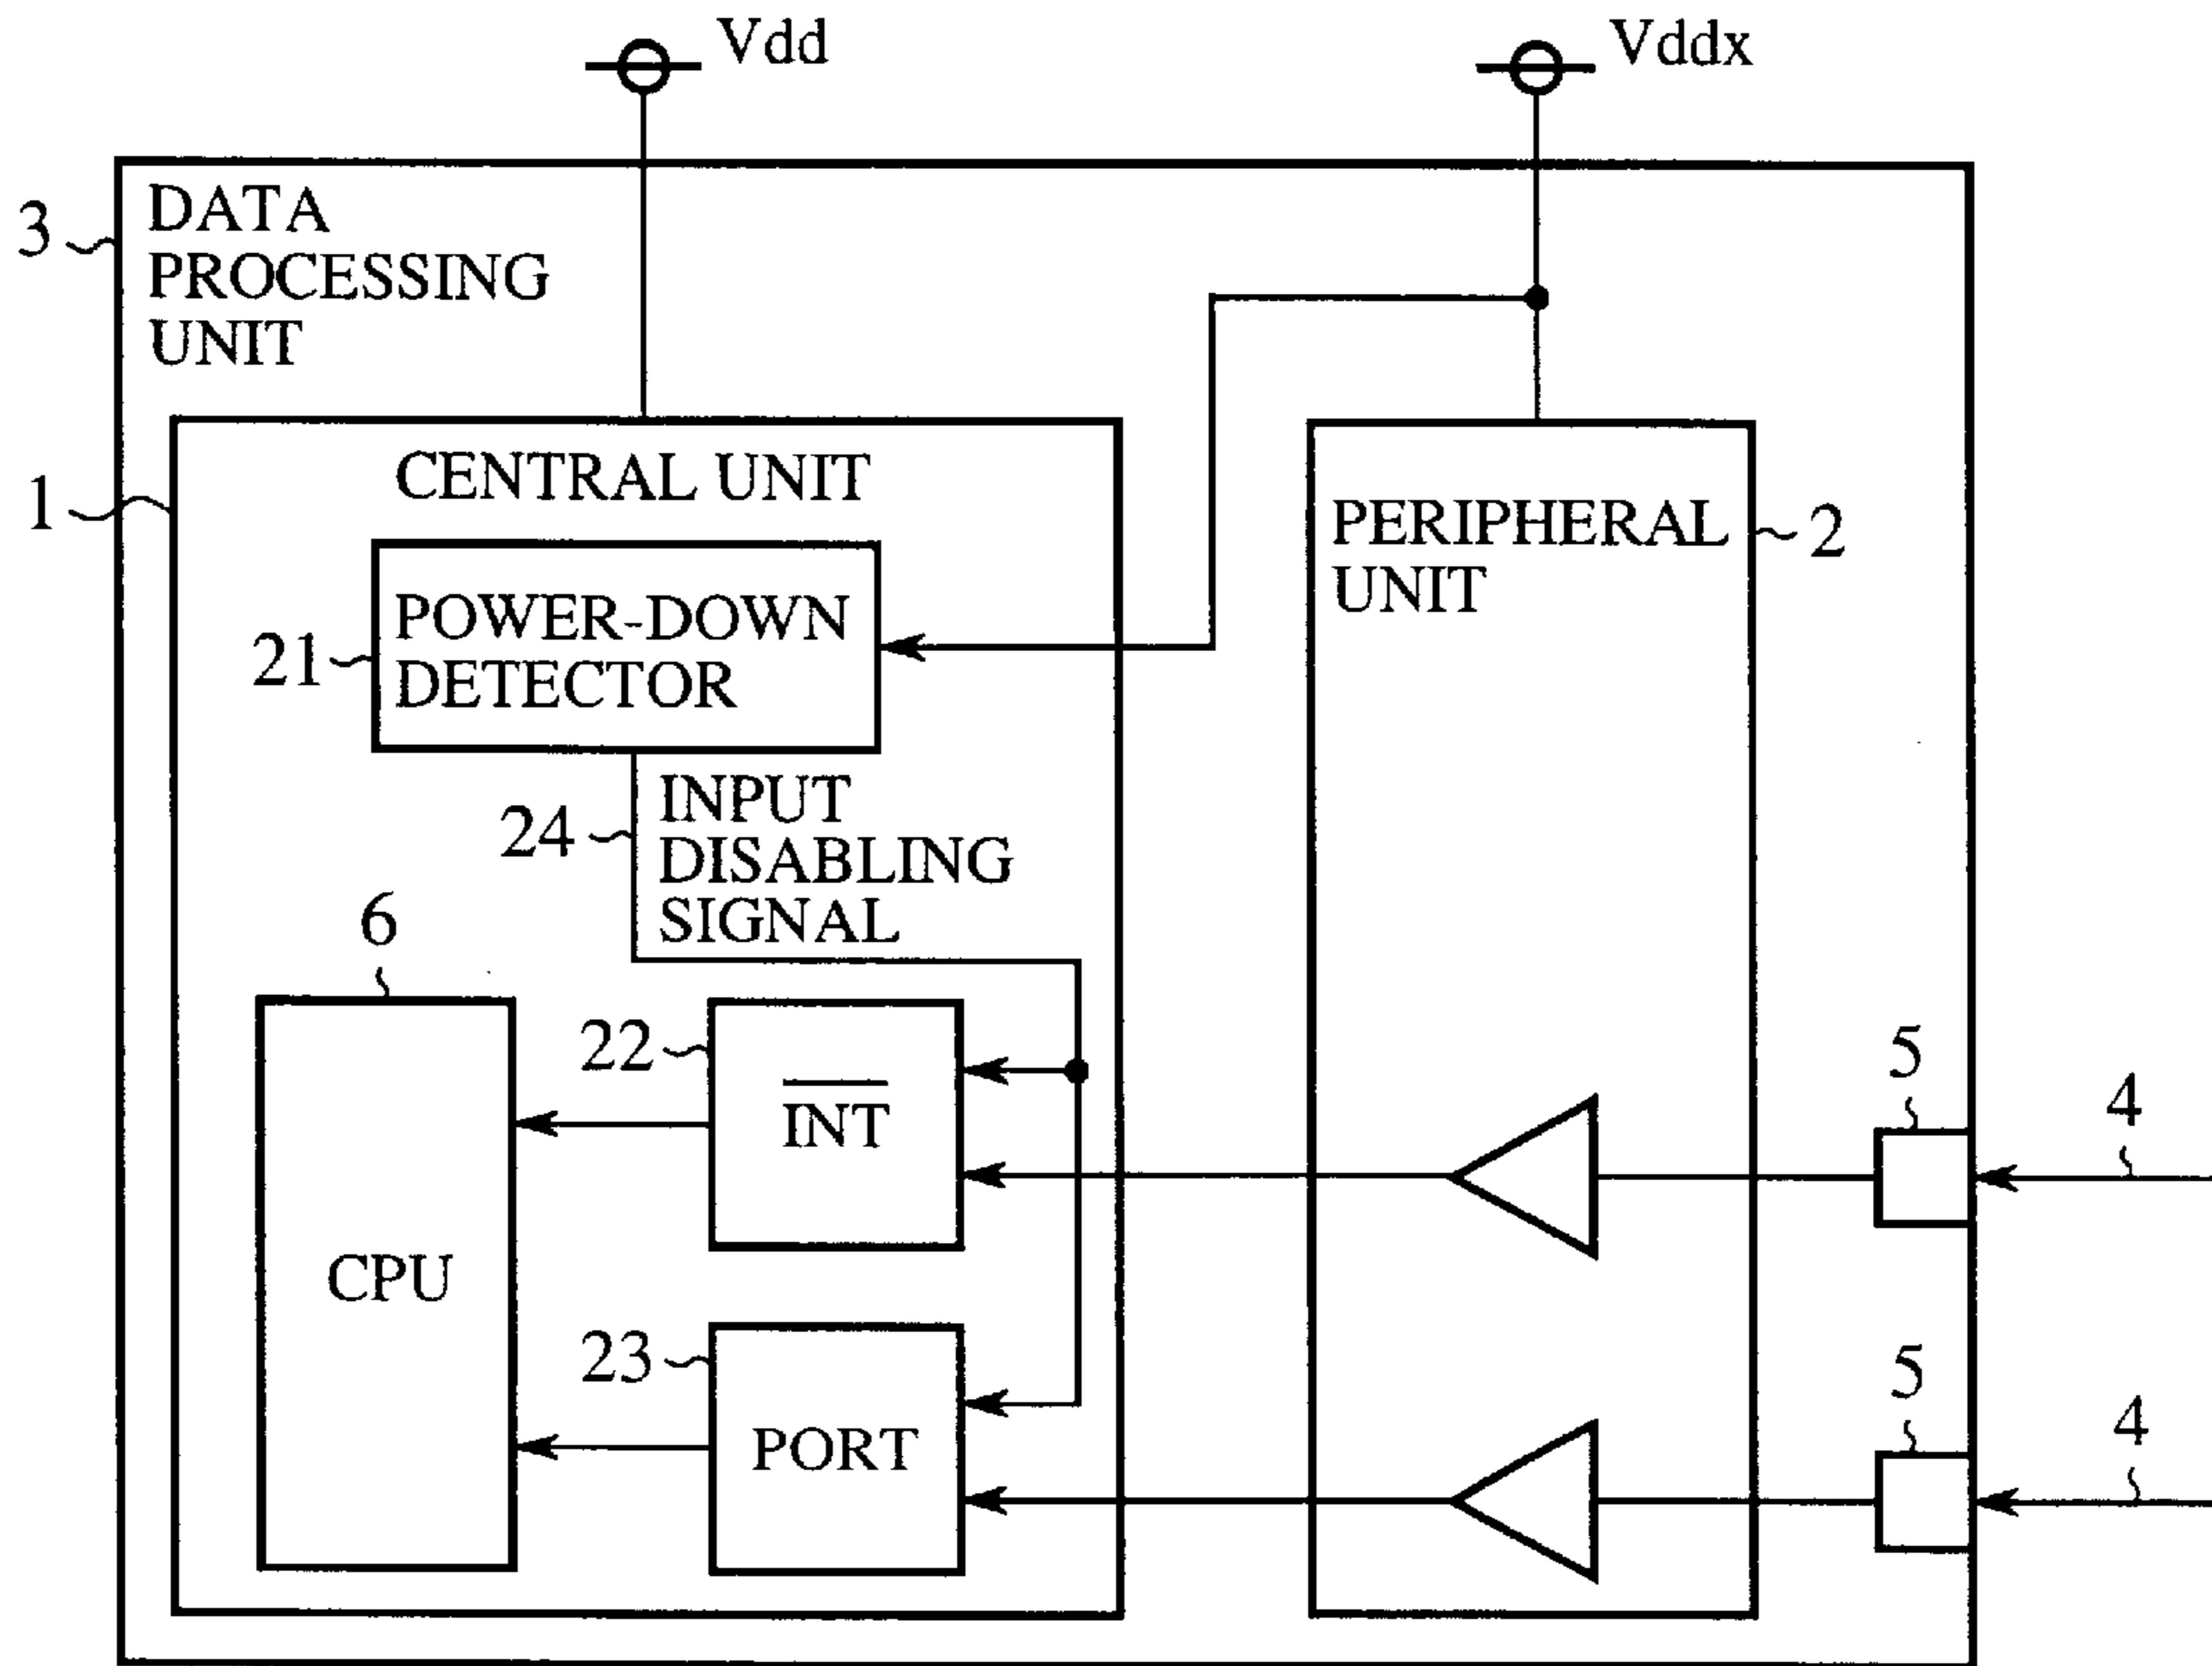 Vdd
Vddx
3
DATA
PROCESSING
UNIT
1
CENTRAL UNIT
PERIPHERAL
UNIT
2
21
POWER-DOWN
DETECTOR
24
INPUT
DISABLING
SIGNAL
6
CPU
22
INT
23
PORT
5
4
5
4